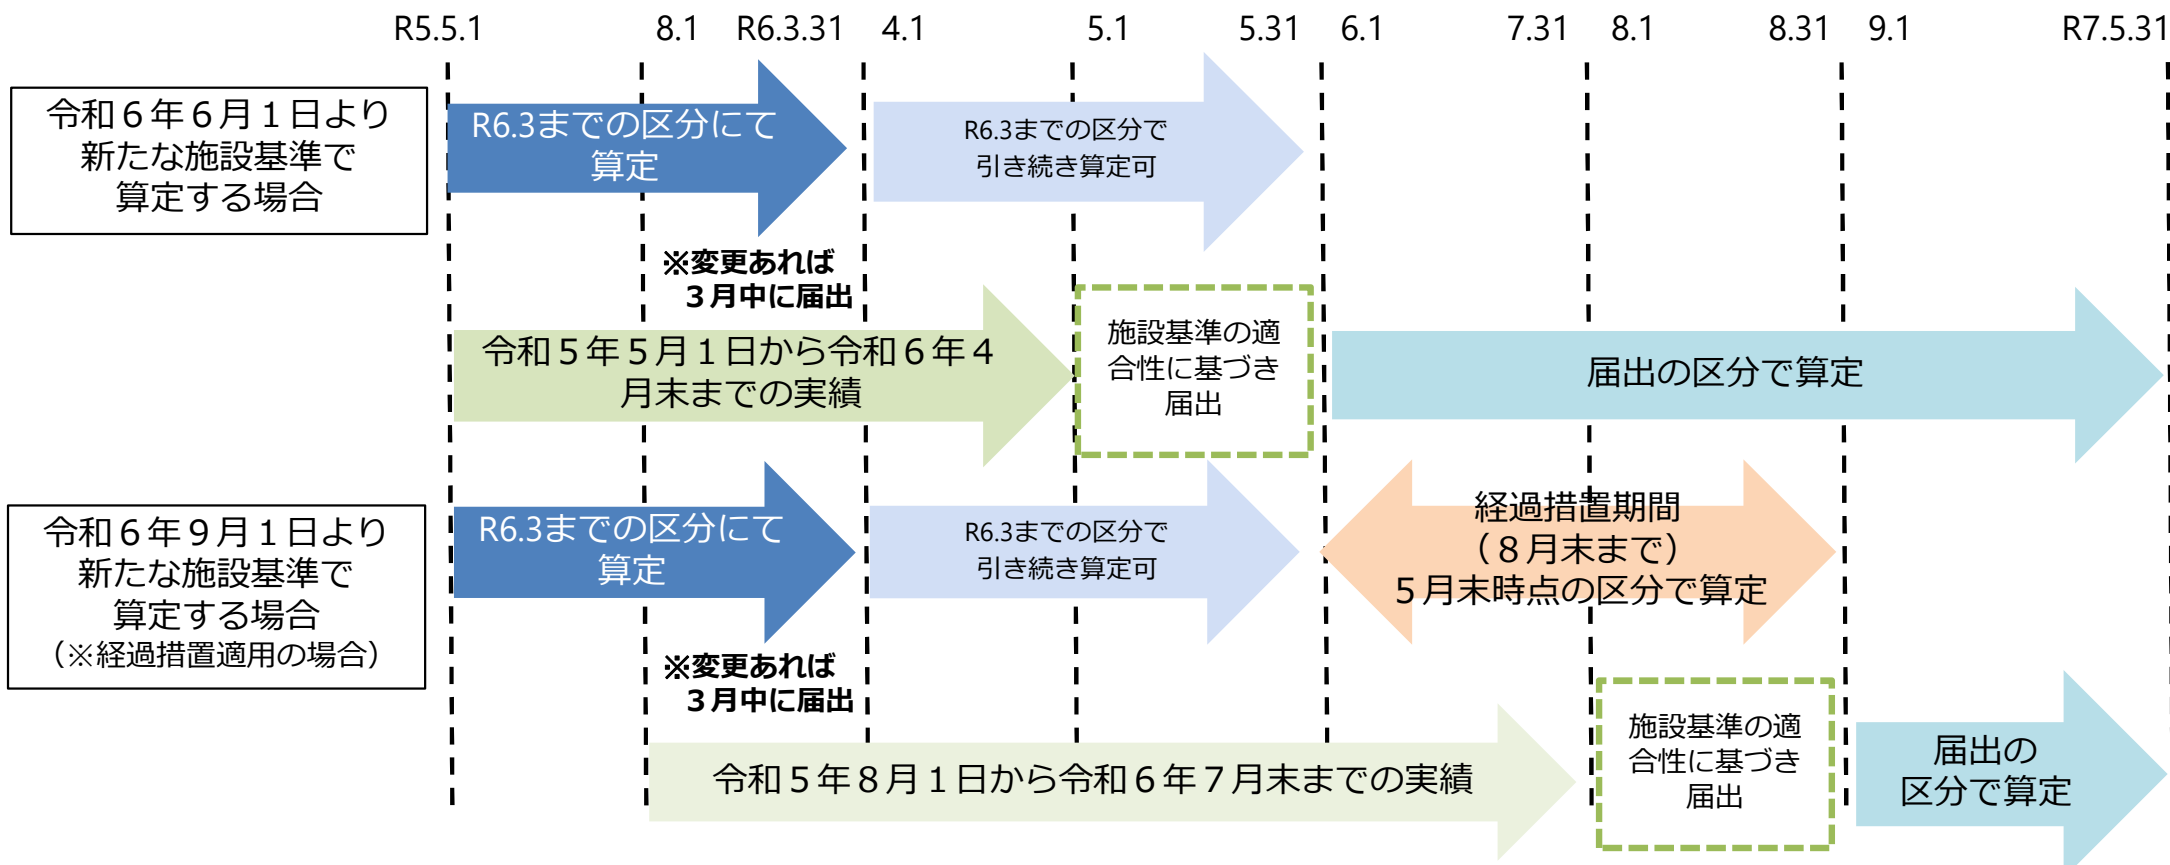 R5.5.1 8.1 R6.3.31 4.1 5.1 5.31 6.1 7.31 8.1 8.31 9.1 R7.5.31
令和６年６月１日より
新たな施設基準で
算定する場合
R6.3までの区分にて
算定
R6.3までの区分で
引き続き算定可
※変更あれば
３月中に届出
令和５年５月１日から令和６年４
月末までの実績
施設基準の適
合性に基づき
届出
届出の区分で算定
令和６年９月１日より
新たな施設基準で
算定する場合
（※経過措置適用の場合）
R6.3までの区分にて
算定
R6.3までの区分で
引き続き算定可
経過措置期間
（８月末まで）
５月末時点の区分で算定
※変更あれば
３月中に届出
令和５年８月１日から令和６年７月末までの実績
施設基準の適
合性に基づき
届出
届出の
区分で算定